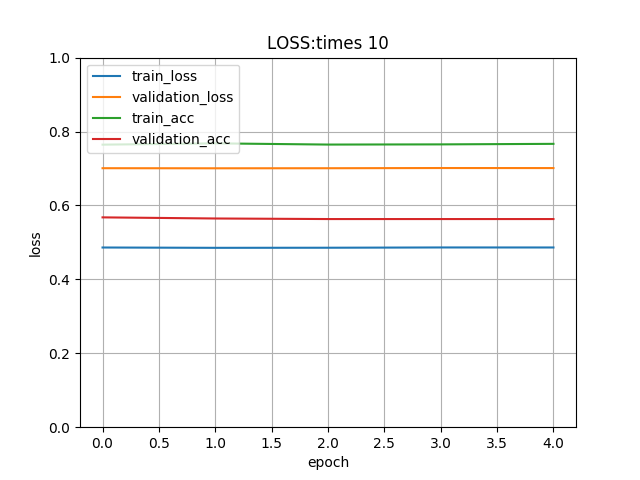 LOSS:times 10
train_loss
validation_loss
train_acc
validation_acc
1.0
0.8
0.6
0.4
0.2
0.0
loss
0.0 0.5 1.0 1.5 2.0 2.5 3.0 3.5 4.0
epoch